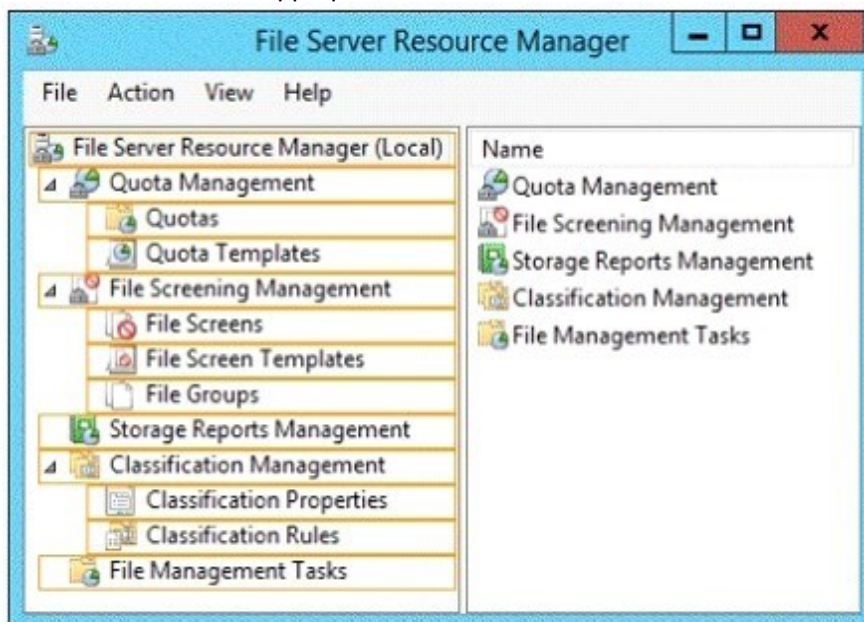 File Server Resource Manager
File Action View Help
File Server Resource Manager (Local)
Quota Management
Quotas
Quota Templates
File Screening Management
File Screens
File Screen Templates
File Groups
Storage Reports Management
Classification Management
Classification Properties
Classification Rules
File Management Tasks
Name
Quota Management
File Screening Management
Storage Reports Management
Classification Management
File Management Tasks